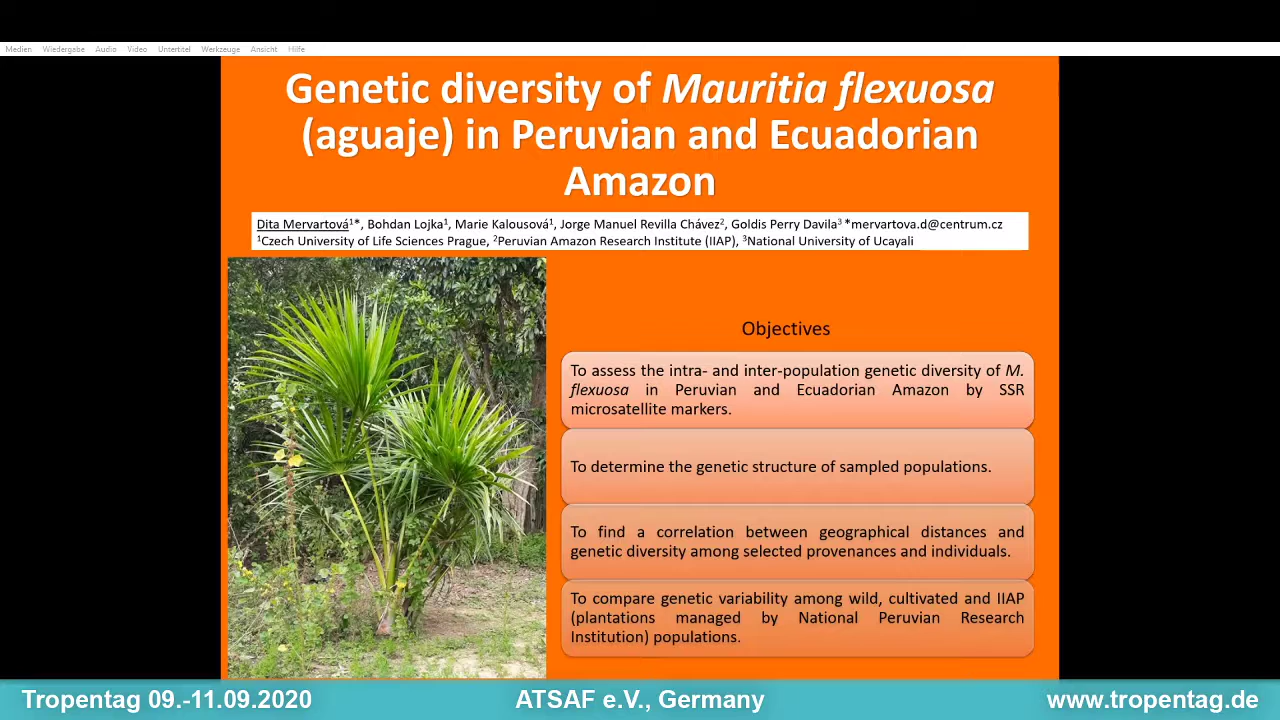 Medien Wiedergabe Audio Video Untertitel Werkzeuge Ansicht Hilfe
Genetic diversity of Mauritia flexuosa
(aguaje) in Peruvian and Ecuadorian
Amazon
Dita Mervartová¹*, Bohdan Lojka¹, Marie Kalousová¹, Jorge Manuel Revilla Chávez², Goldis Perry Davila³ *mervartova.d@centrum.cz
¹Czech University of Life Sciences Prague, ²Peruvian Amazon Research Institute (IIAP), ³National University of Ucayali
Objectives
To assess the intra- and inter-population genetic diversity of M.
flexuosa in Peruvian and Ecuadorian Amazon by SSR
microsatellite markers.
To determine the genetic structure of sampled populations.
To find a correlation between geographical distances and
genetic diversity among selected provenances and individuals.
To compare genetic variability among wild, cultivated and IIAP
(plantations managed by National Peruvian Research
Institution) populations.
Tropentag 09.-11.09.2020 ATSAF e.V., Germany www.tropentag.de